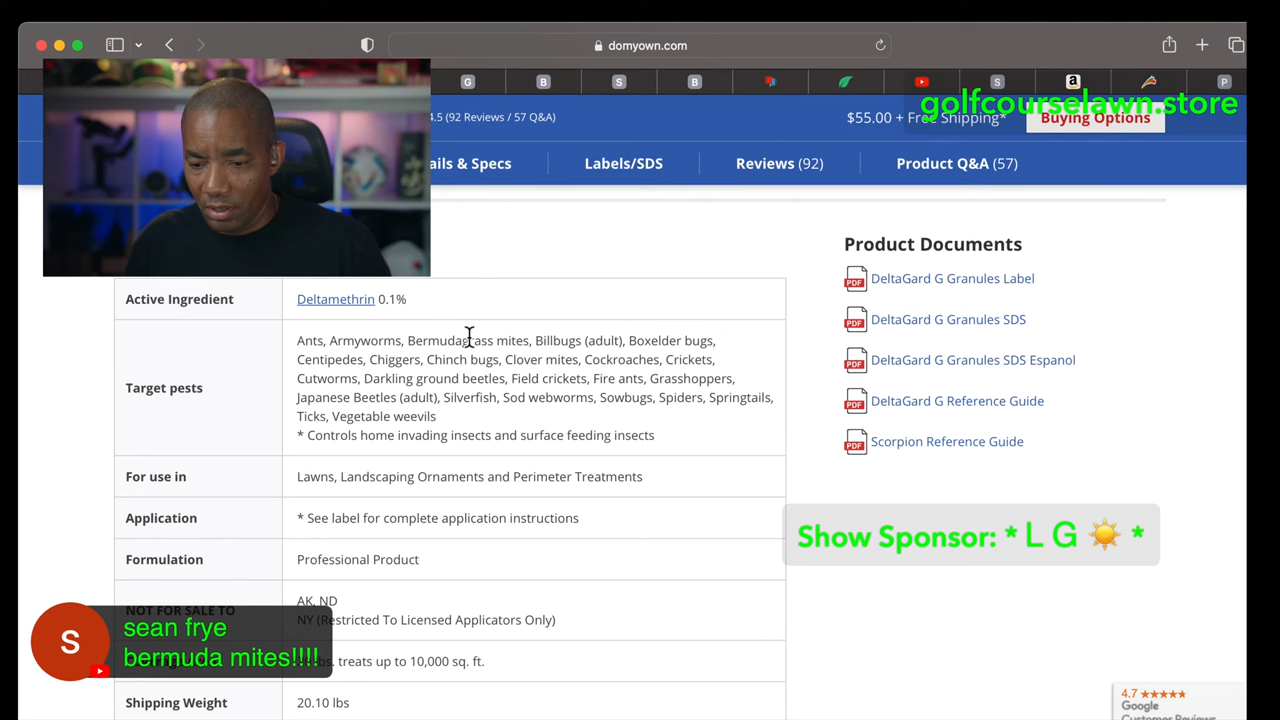 domyown.com
G
B
S
B
S
a
P
golfcourselawn.store
4.5 (92 Reviews / 57 Q&A)
$55.00 + Free Shipping*
Buying Options
ails & Specs
Labels/SDS
Reviews (92)
Product Q&A (57)
Active Ingredient
Deltamethrin 0.1%
Target pests
Ants, Armyworms, Bermudagrass mites, Billbugs (adult), Boxelder bugs,
Centipedes, Chiggers, Chinch bugs, Clover mites, Cockroaches, Crickets,
Cutworms, Darkling ground beetles, Field crickets, Fire ants, Grasshoppers,
Japanese Beetles (adult), Silverfish, Sod webworms, Sowbugs, Spiders, Springtails,
Ticks, Vegetable weevils
* Controls home invading insects and surface feeding insects
For use in
Lawns, Landscaping Ornaments and Perimeter Treatments
Application
* See label for complete application instructions
Formulation
Professional Product
NOT FOR SALE TO
AK, ND
NY (Restricted To Licensed Applicators Only)
lbs. treats up to 10,000 sq. ft.
Shipping Weight
20.10 lbs
Product Documents
PDF DeltaGard G Granules Label
PDF DeltaGard G Granules SDS
PDF DeltaGard G Granules SDS Espanol
PDF DeltaGard G Reference Guide
PDF Scorpion Reference Guide
Show Sponsor: * L G ☀️ *
S
sean frye
bermuda mites!!!!
4.7 ★★★★★
Google
Customer Reviews